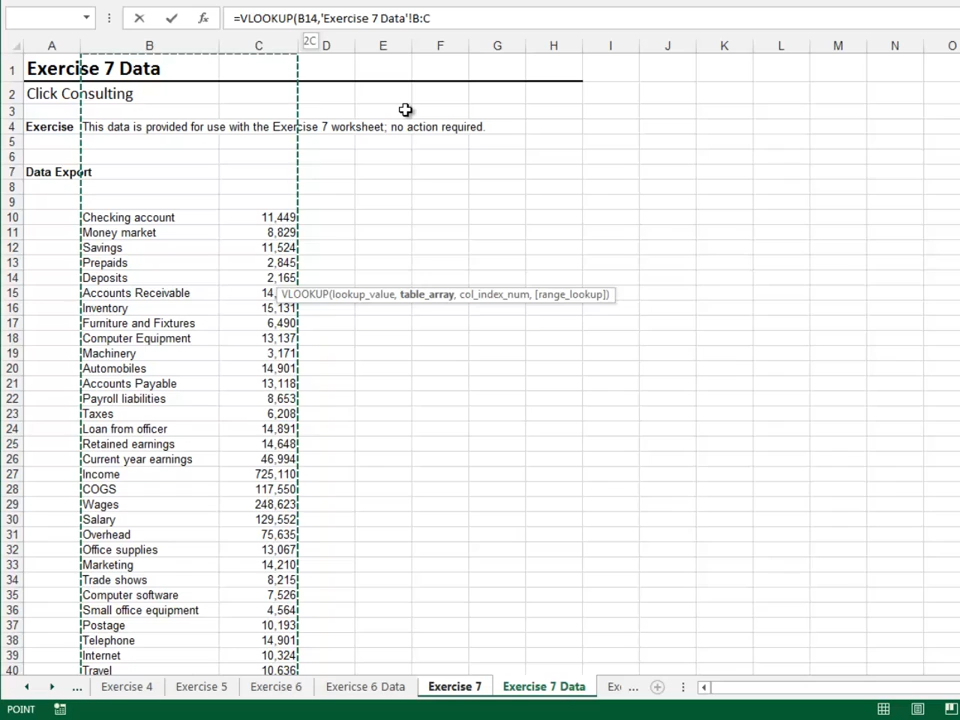 =VLOOKUP(B14,'Exercise 7 Data'!B:C
A B C 2C D E F G H I J K L M N O
1 Exercise 7 Data
2 Click Consulting
3
4 Exercise This data is provided for use with the Exercise 7 worksheet; no action required.
5
6
7 Data Export
8
9
10 Checking account 11,449
11 Money market 8,829
12 Savings 11,524
13 Prepaids 2,845
14 Deposits 2,165
15 Accounts Receivable 14, VLOOKUP(lookup_value, table_array, col_index_num, [range_lookup])
16 Inventory 15,131
17 Furniture and Fixtures 6,490
18 Computer Equipment 13,137
19 Machinery 3,171
20 Automobiles 14,901
21 Accounts Payable 13,118
22 Payroll liabilities 8,653
23 Taxes 6,208
24 Loan from officer 14,891
25 Retained earnings 14,648
26 Current year earnings 46,994
27 Income 725,110
28 COGS 117,550
29 Wages 248,623
30 Salary 129,552
31 Overhead 75,635
32 Office supplies 13,067
33 Marketing 14,210
34 Trade shows 8,215
35 Computer software 7,526
36 Small office equipment 4,564
37 Postage 10,193
38 Telephone 14,901
39 Internet 10,324
40 Travel 10,636
... Exercise 4 Exercise 5 Exercise 6 Exericse 6 Data Exercise 7 Exercise 7 Data Exe ...
POINT